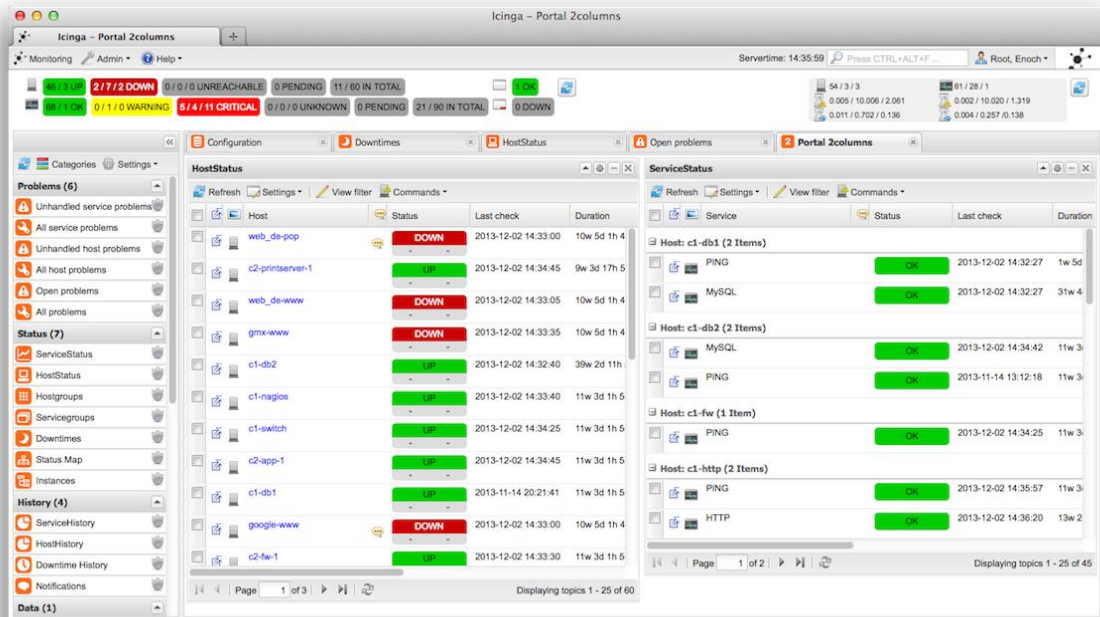 Icinga – Portal 2columns
Icinga – Portal 2columns
Monitoring Admin Help Servertime: 14:35:59 Press CTRL+ALT+F ... Root, Enoch
46 / 3 UP 2 / 7 / 2 DOWN 0 / 0 / 0 UNREACHABLE 0 PENDING 11 / 60 IN TOTAL 1 OK 54 / 3 / 3 61 / 28 / 1
68 / 1 OK 0 / 1 / 0 WARNING 5 / 4 / 11 CRITICAL 0 / 0 / 0 UNKNOWN 0 PENDING 21 / 90 IN TOTAL 0 DOWN 0.005 / 10.006 / 2.061 0.002 / 10.020 / 1.319
0.011 / 0.702 / 0.136 0.004 / 0.257 /0.138
Configuration Downtimes HostStatus Open problems Portal 2columns
Categories Settings
Problems (6)
Unhandled service problems
All service problems
Unhandled host problems
All host problems
Open problems
All problems
Status (7)
ServiceStatus
HostStatus
Hostgroups
Servicegroups
Downtimes
Status Map
Instances
History (4)
ServiceHistory
HostHistory
Downtime History
Notifications
Data (1)
HostStatus
Refresh Settings View filter Commands
Host Status Last check Duration
web_de-pop DOWN 2013-12-02 14:33:00 10w 5d 1h 4
c2-printserver-1 UP 2013-12-02 14:34:45 9w 3d 17h 5
web_de-www DOWN 2013-12-02 14:33:05 10w 5d 1h 4
gmx-www DOWN 2013-12-02 14:33:35 10w 5d 1h 4
c1-db2 UP 2013-12-02 14:32:40 39w 2d 11h
c1-nagios UP 2013-12-02 14:33:40 11w 3d 1h 5
c1-switch UP 2013-12-02 14:34:25 11w 3d 1h 5
c2-app-1 UP 2013-12-02 14:34:45 11w 3d 1h 5
c1-db1 UP 2013-11-14 20:21:41 11w 3d 1h 5
google-www DOWN 2013-12-02 14:33:00 10w 5d 1h 4
c2-fw-1 UP 2013-12-02 14:33:30 11w 3d 1h 5
Page 1 of 3 Displaying topics 1 - 25 of 60
ServiceStatus
Refresh Settings View filter Commands
Service Status Last check Duration
Host: c1-db1 (2 Items)
PING OK 2013-12-02 14:32:27 1w 5d
MySQL OK 2013-12-02 14:32:27 31w 4
Host: c1-db2 (2 Items)
MySQL OK 2013-12-02 14:34:42 11w 3
PING OK 2013-11-14 13:12:18 11w 3
Host: c1-fw (1 Item)
PING OK 2013-12-02 14:34:25 11w 3
Host: c1-http (2 Items)
PING OK 2013-12-02 14:35:57 11w 3
HTTP OK 2013-12-02 14:36:20 13w 2
Page 1 of 2 Displaying topics 1 - 25 of 45